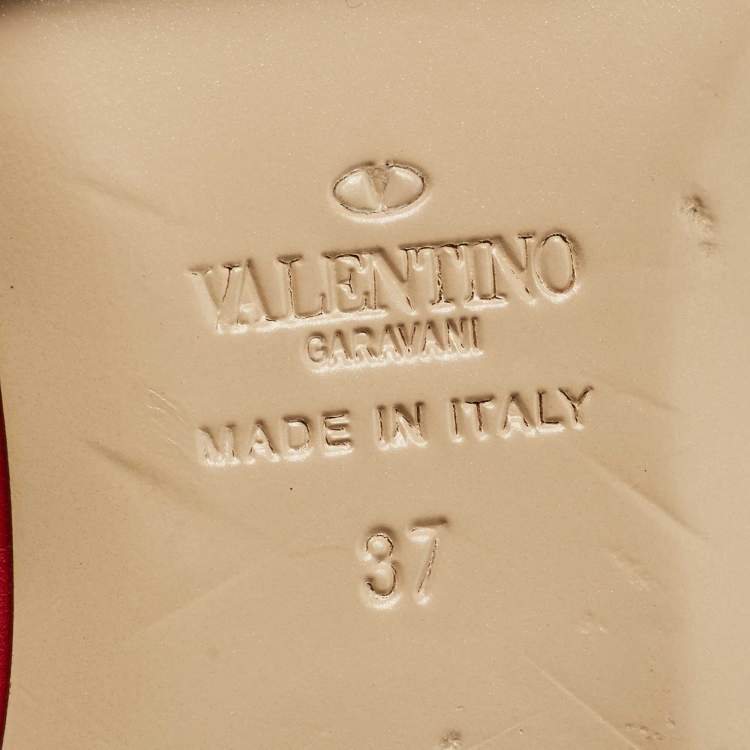 VALENTINO
GARAVANI
MADE IN ITALY
37